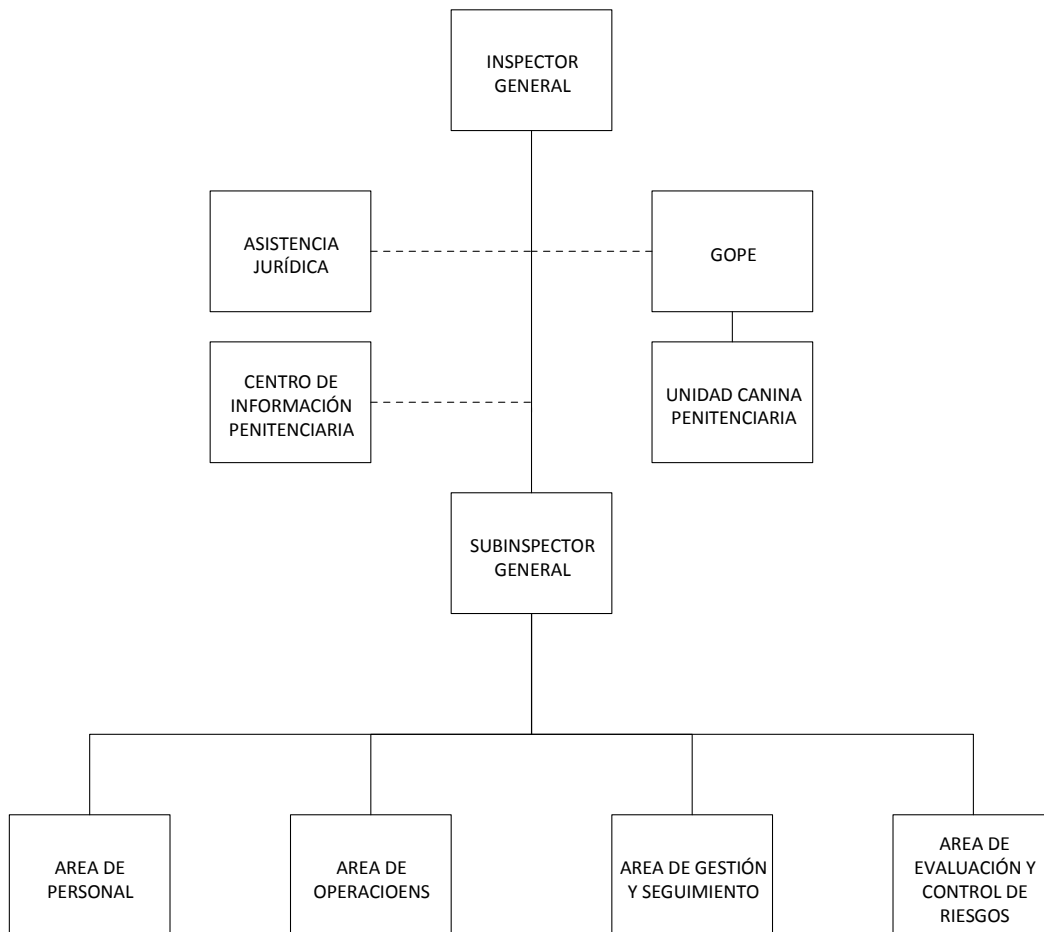 INSPECTOR
GENERAL
ASISTENCIA
JURÍDICA
GOPE
CENTRO DE
INFORMACIÓN
PENITENCIARIA
UNIDAD CANINA
PENITENCIARIA
SUBINSPECTOR
GENERAL
AREA DE
PERSONAL
AREA DE
OPERACIOENS
AREA DE GESTIÓN
Y SEGUIMIENTO
AREA DE
EVALUACIÓN Y
CONTROL DE
RIESGOS